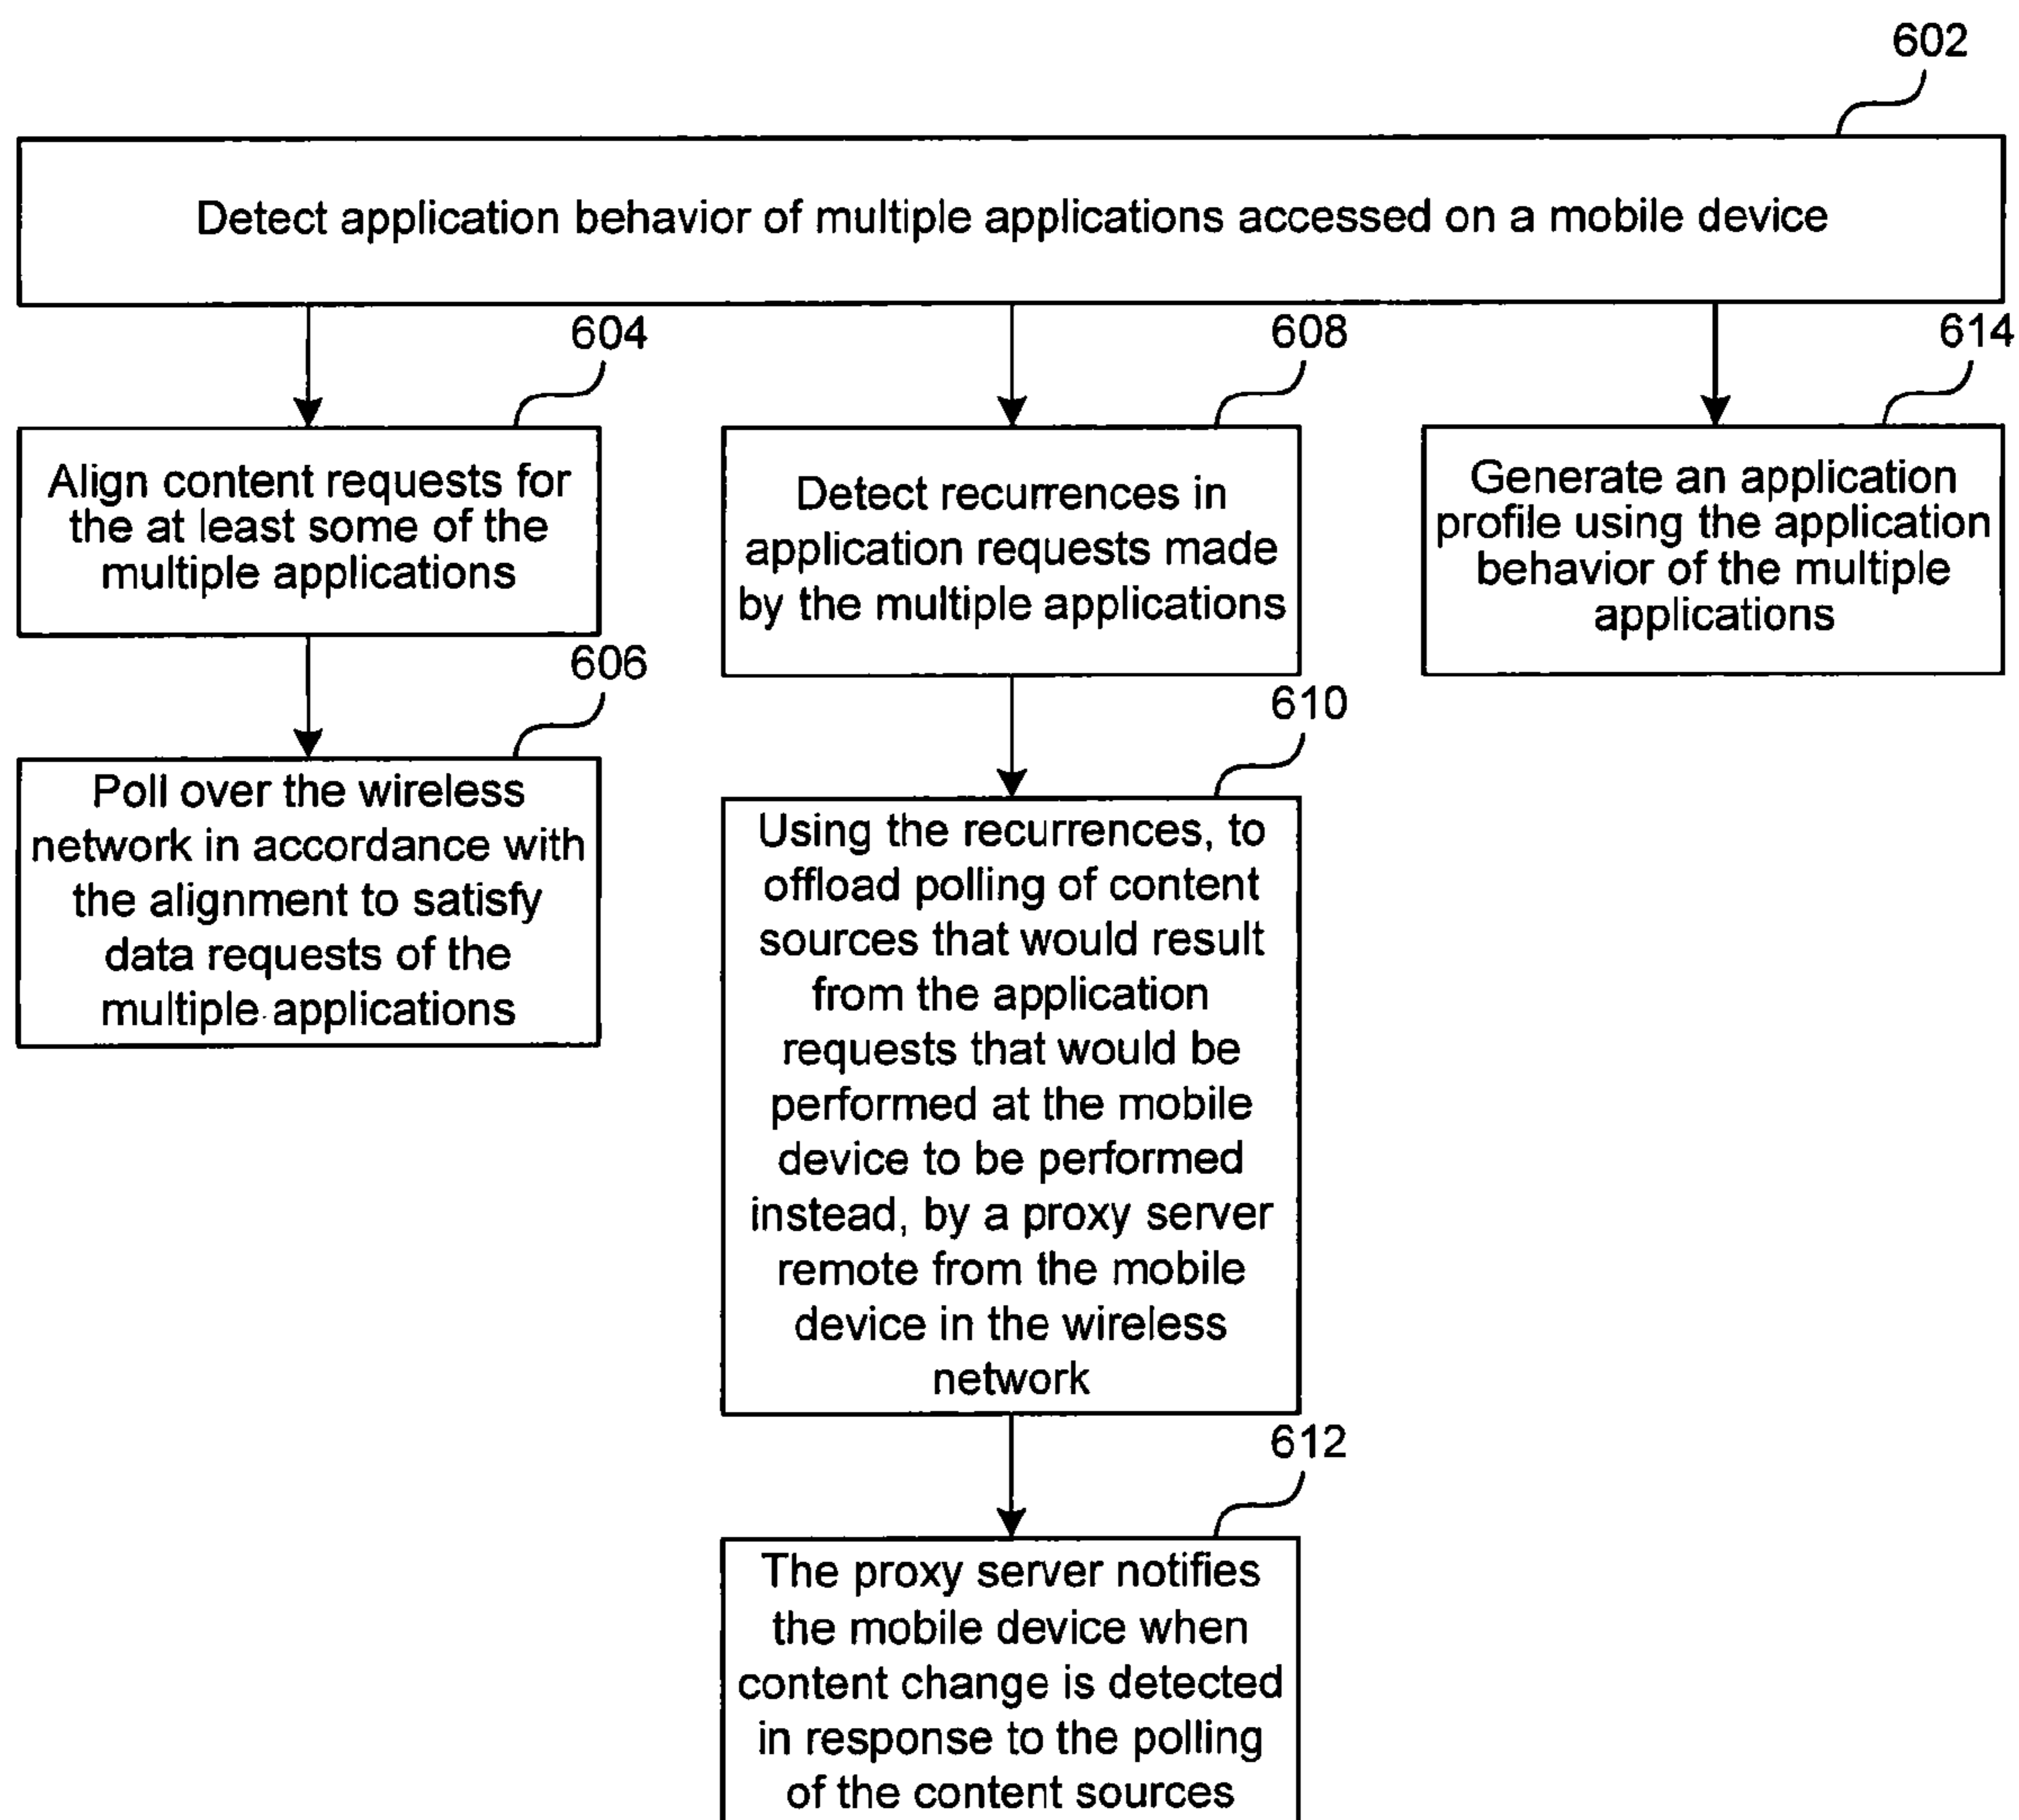 602
Detect application behavior of multiple applications accessed on a mobile device
604
Align content requests for
the at least some of the
multiple applications
606
Poll over the wireless
network in accordance with
the alignment to satisfy
data requests of the
multiple applications
608
Detect recurrences in
application requests made
by the multiple applications
610
Using the recurrences, to
offload polling of content
sources that would result
from the application
requests that would be
performed at the mobile
device to be performed
instead, by a proxy server
remote from the mobile
device in the wireless
network
612
The proxy server notifies
the mobile device when
content change is detected
in response to the polling
of the content sources
614
Generate an application
profile using the application
behavior of the multiple
applications